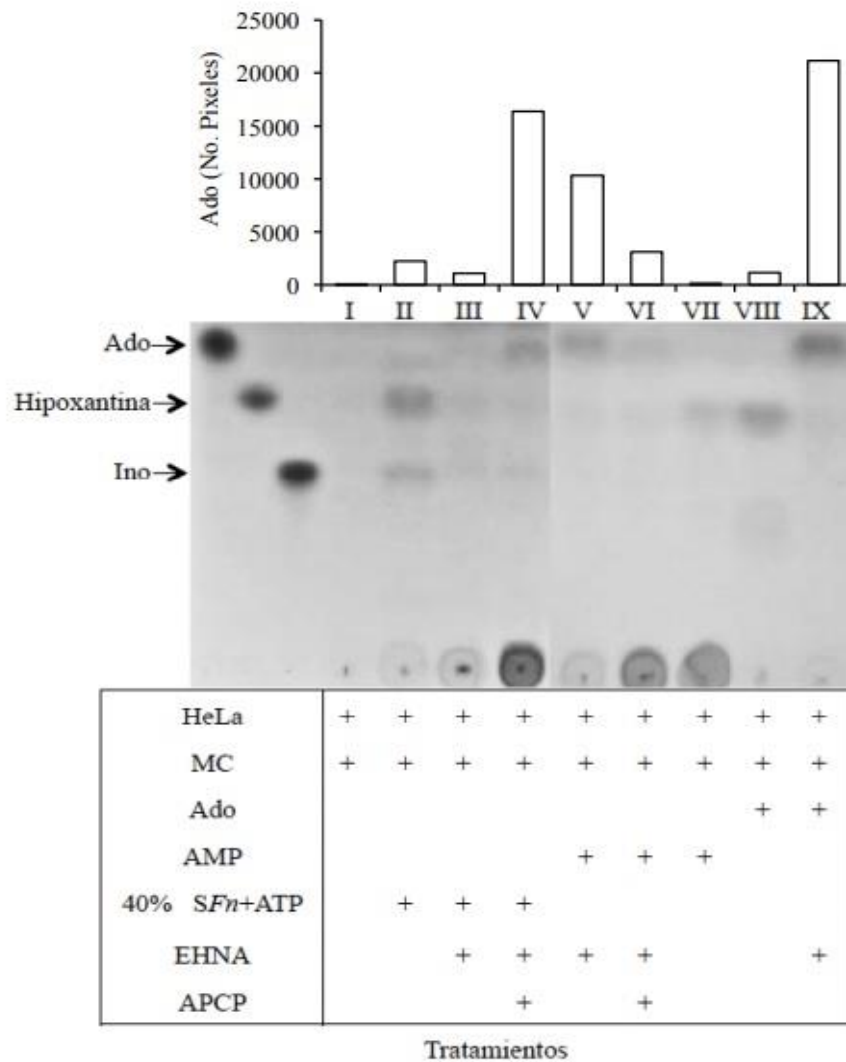 25000
20000
15000
10000
5000
0
Ado (No. Pixeles)
I II III IV V VI VII VIII IX
Ado
Hipoxantina
Ino
HeLa + + + + + + + + +
MC + + + + + + + + +
Ado + +
AMP + + +
40% SFn+ATP + + +
EHNA + + + + +
APCP + +
Tratamientos